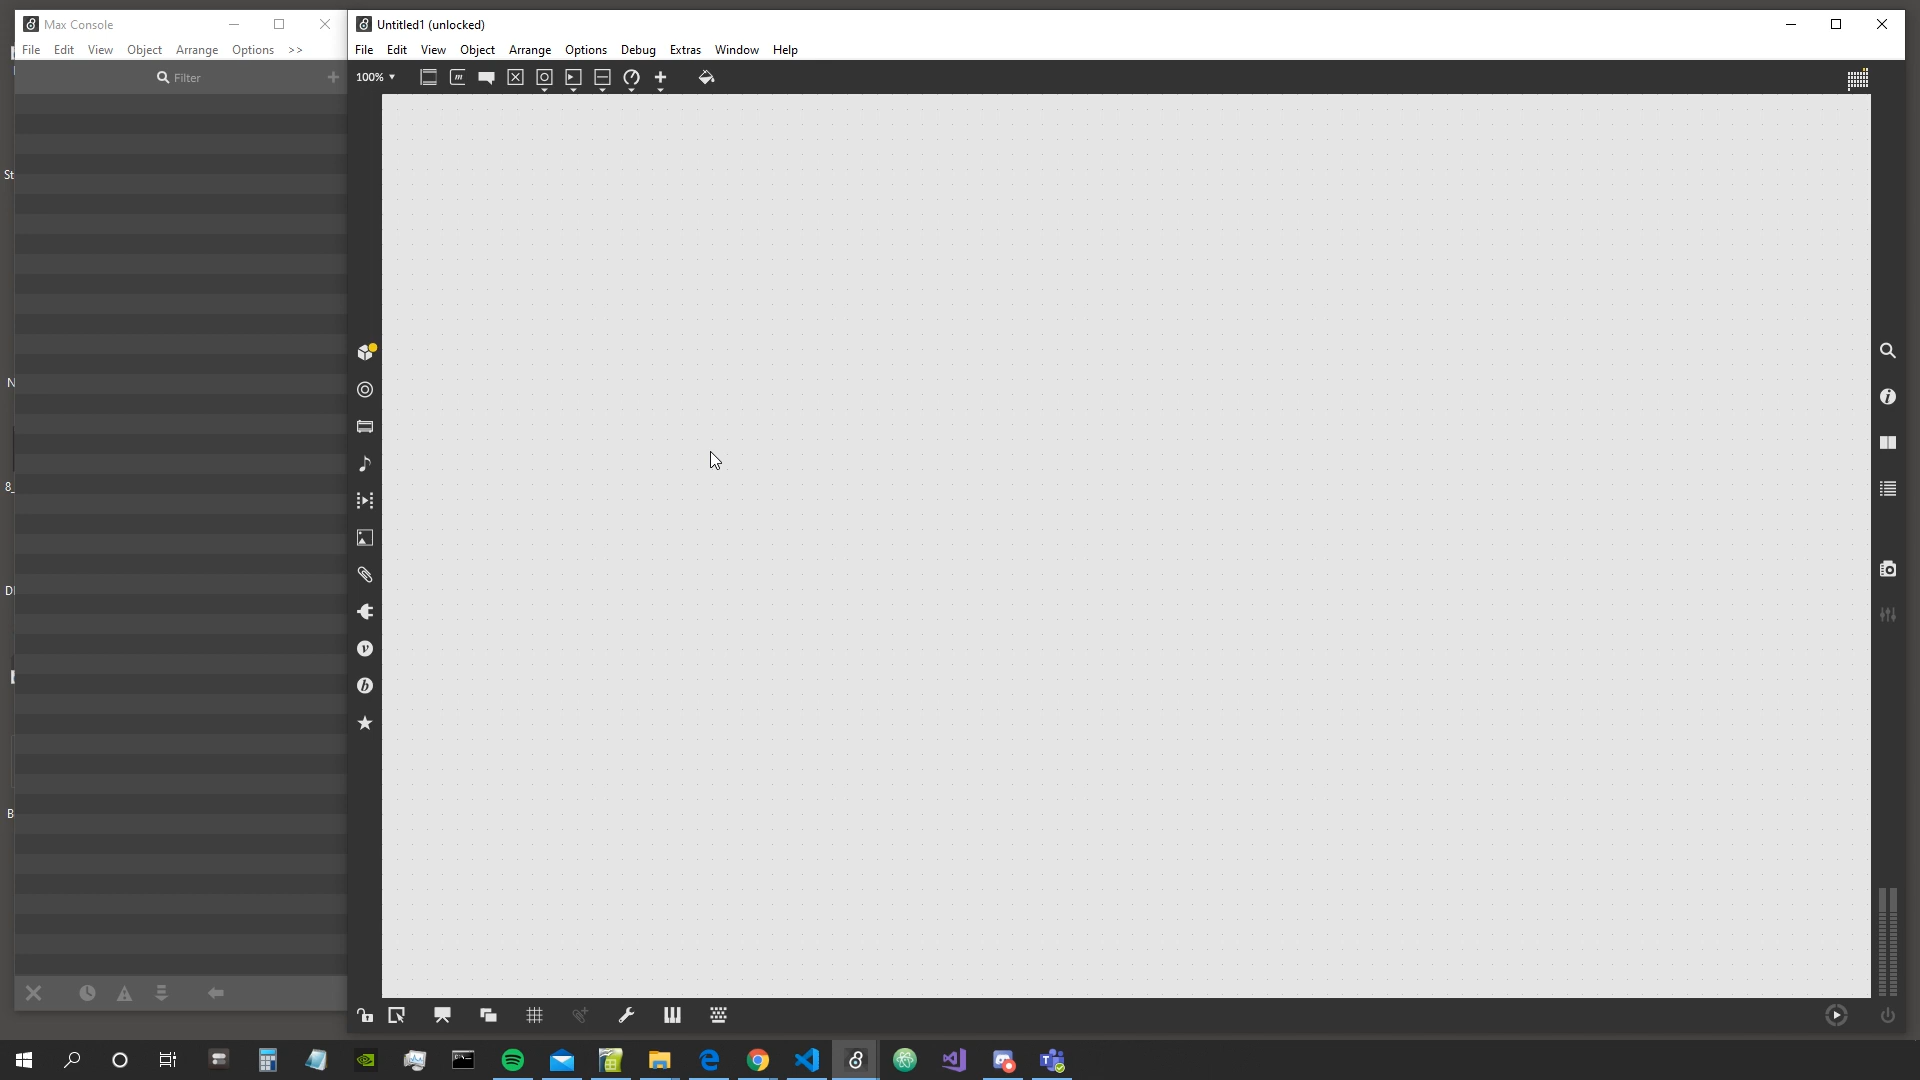 Max Console
File Edit View Object Arrange Options >>
Filter
Untitled1 (unlocked)
File Edit View Object Arrange Options Debug Extras Window Help
100%
St
N
8_
DI
B